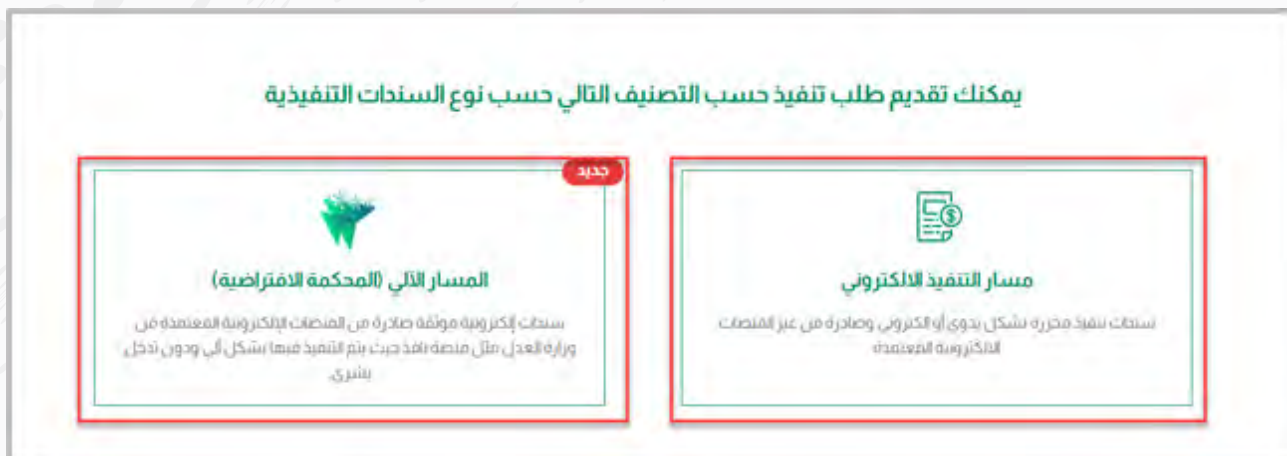 يمكنك تقديم طلب تنفيذ حسب التصنيف التالي حسب نوع السندات التنفيذية
مسار التنفيذ الالكتروني
سندات تنفيذ محررة بشكل يدوي أو الكتروني وصادرة من غير المنصات
الالكترونية المعتمدة
جديد
المسار الآلي (المحكمة الافتراضية)
سندات إلكترونية موثقة صادرة من المنصات الإلكترونية المعتمدة من
وزارة العدل مثل منصة نافذ حيث يتم التنفيذ فيها بشكل آلي ودون تدخل
بشري.